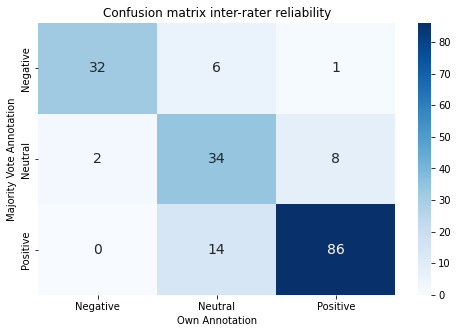 Confusion matrix inter-rater reliability
Majority Vote Annotation
Negative
Neutral
Positive
32 6 1
2 34 8
0 14 86
Negative Neutral Positive
Own Annotation
80
70
60
50
40
30
20
10
0